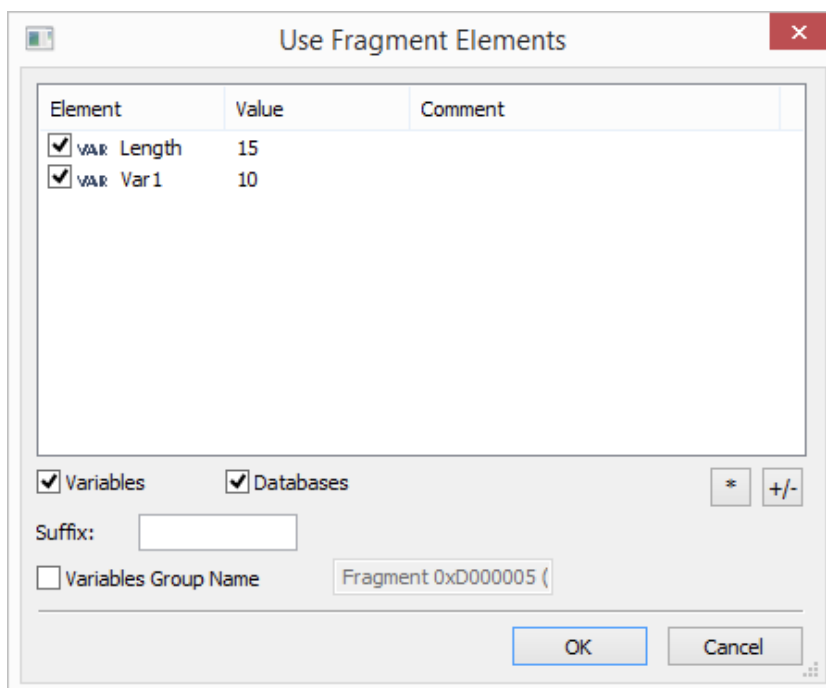 Use Fragment Elements
Element Value Comment
VAR Length 15
VAR Var1 10
Variables Databases * +/-
Suffix:
Variables Group Name Fragment 0xD000005 (
OK Cancel